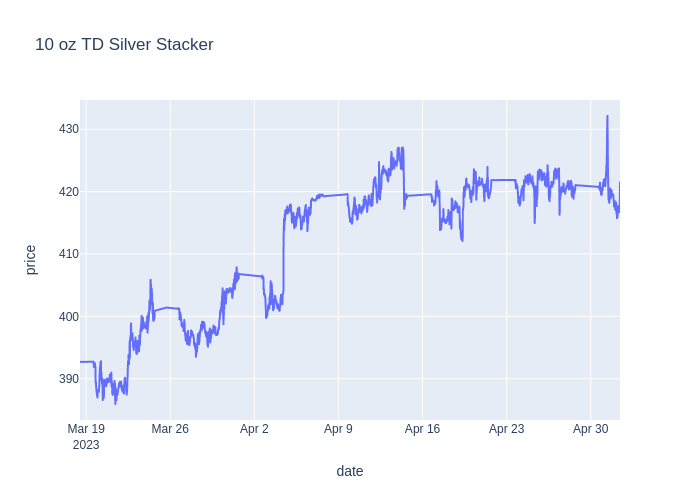 10 oz TD Silver Stacker
430
420
410
400
390
price
Mar 19
2023
Mar 26
Apr 2
Apr 9
Apr 16
Apr 23
Apr 30
date